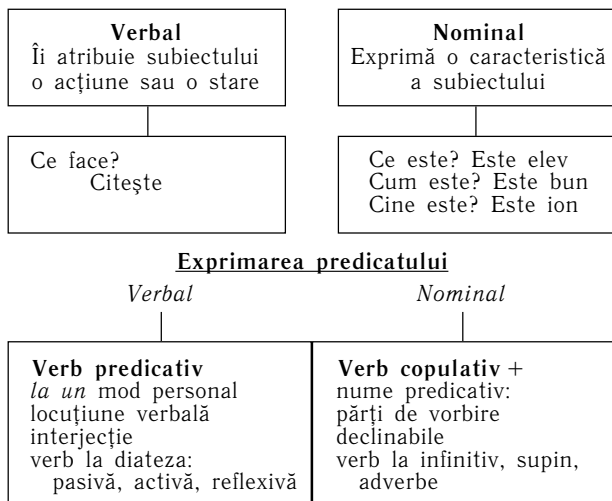 Verbal
Îi atribuie subiectului
o acțiune sau o stare
Nominal
Exprimă o caracteristică
a subiectului
Ce face?
Citește
Ce este? Este elev
Cum este? Este bun
Cine este? Este ion
Exprimarea predicatului
Verbal
Nominal
Verb predicativ
la un mod personal
locuțiune verbală
interjecție
verb la diateza:
pasivă, activă, reflexivă
Verb copulativ +
nume predicativ:
părți de vorbire
declinabile
verb la infinitiv, supin,
adverbe